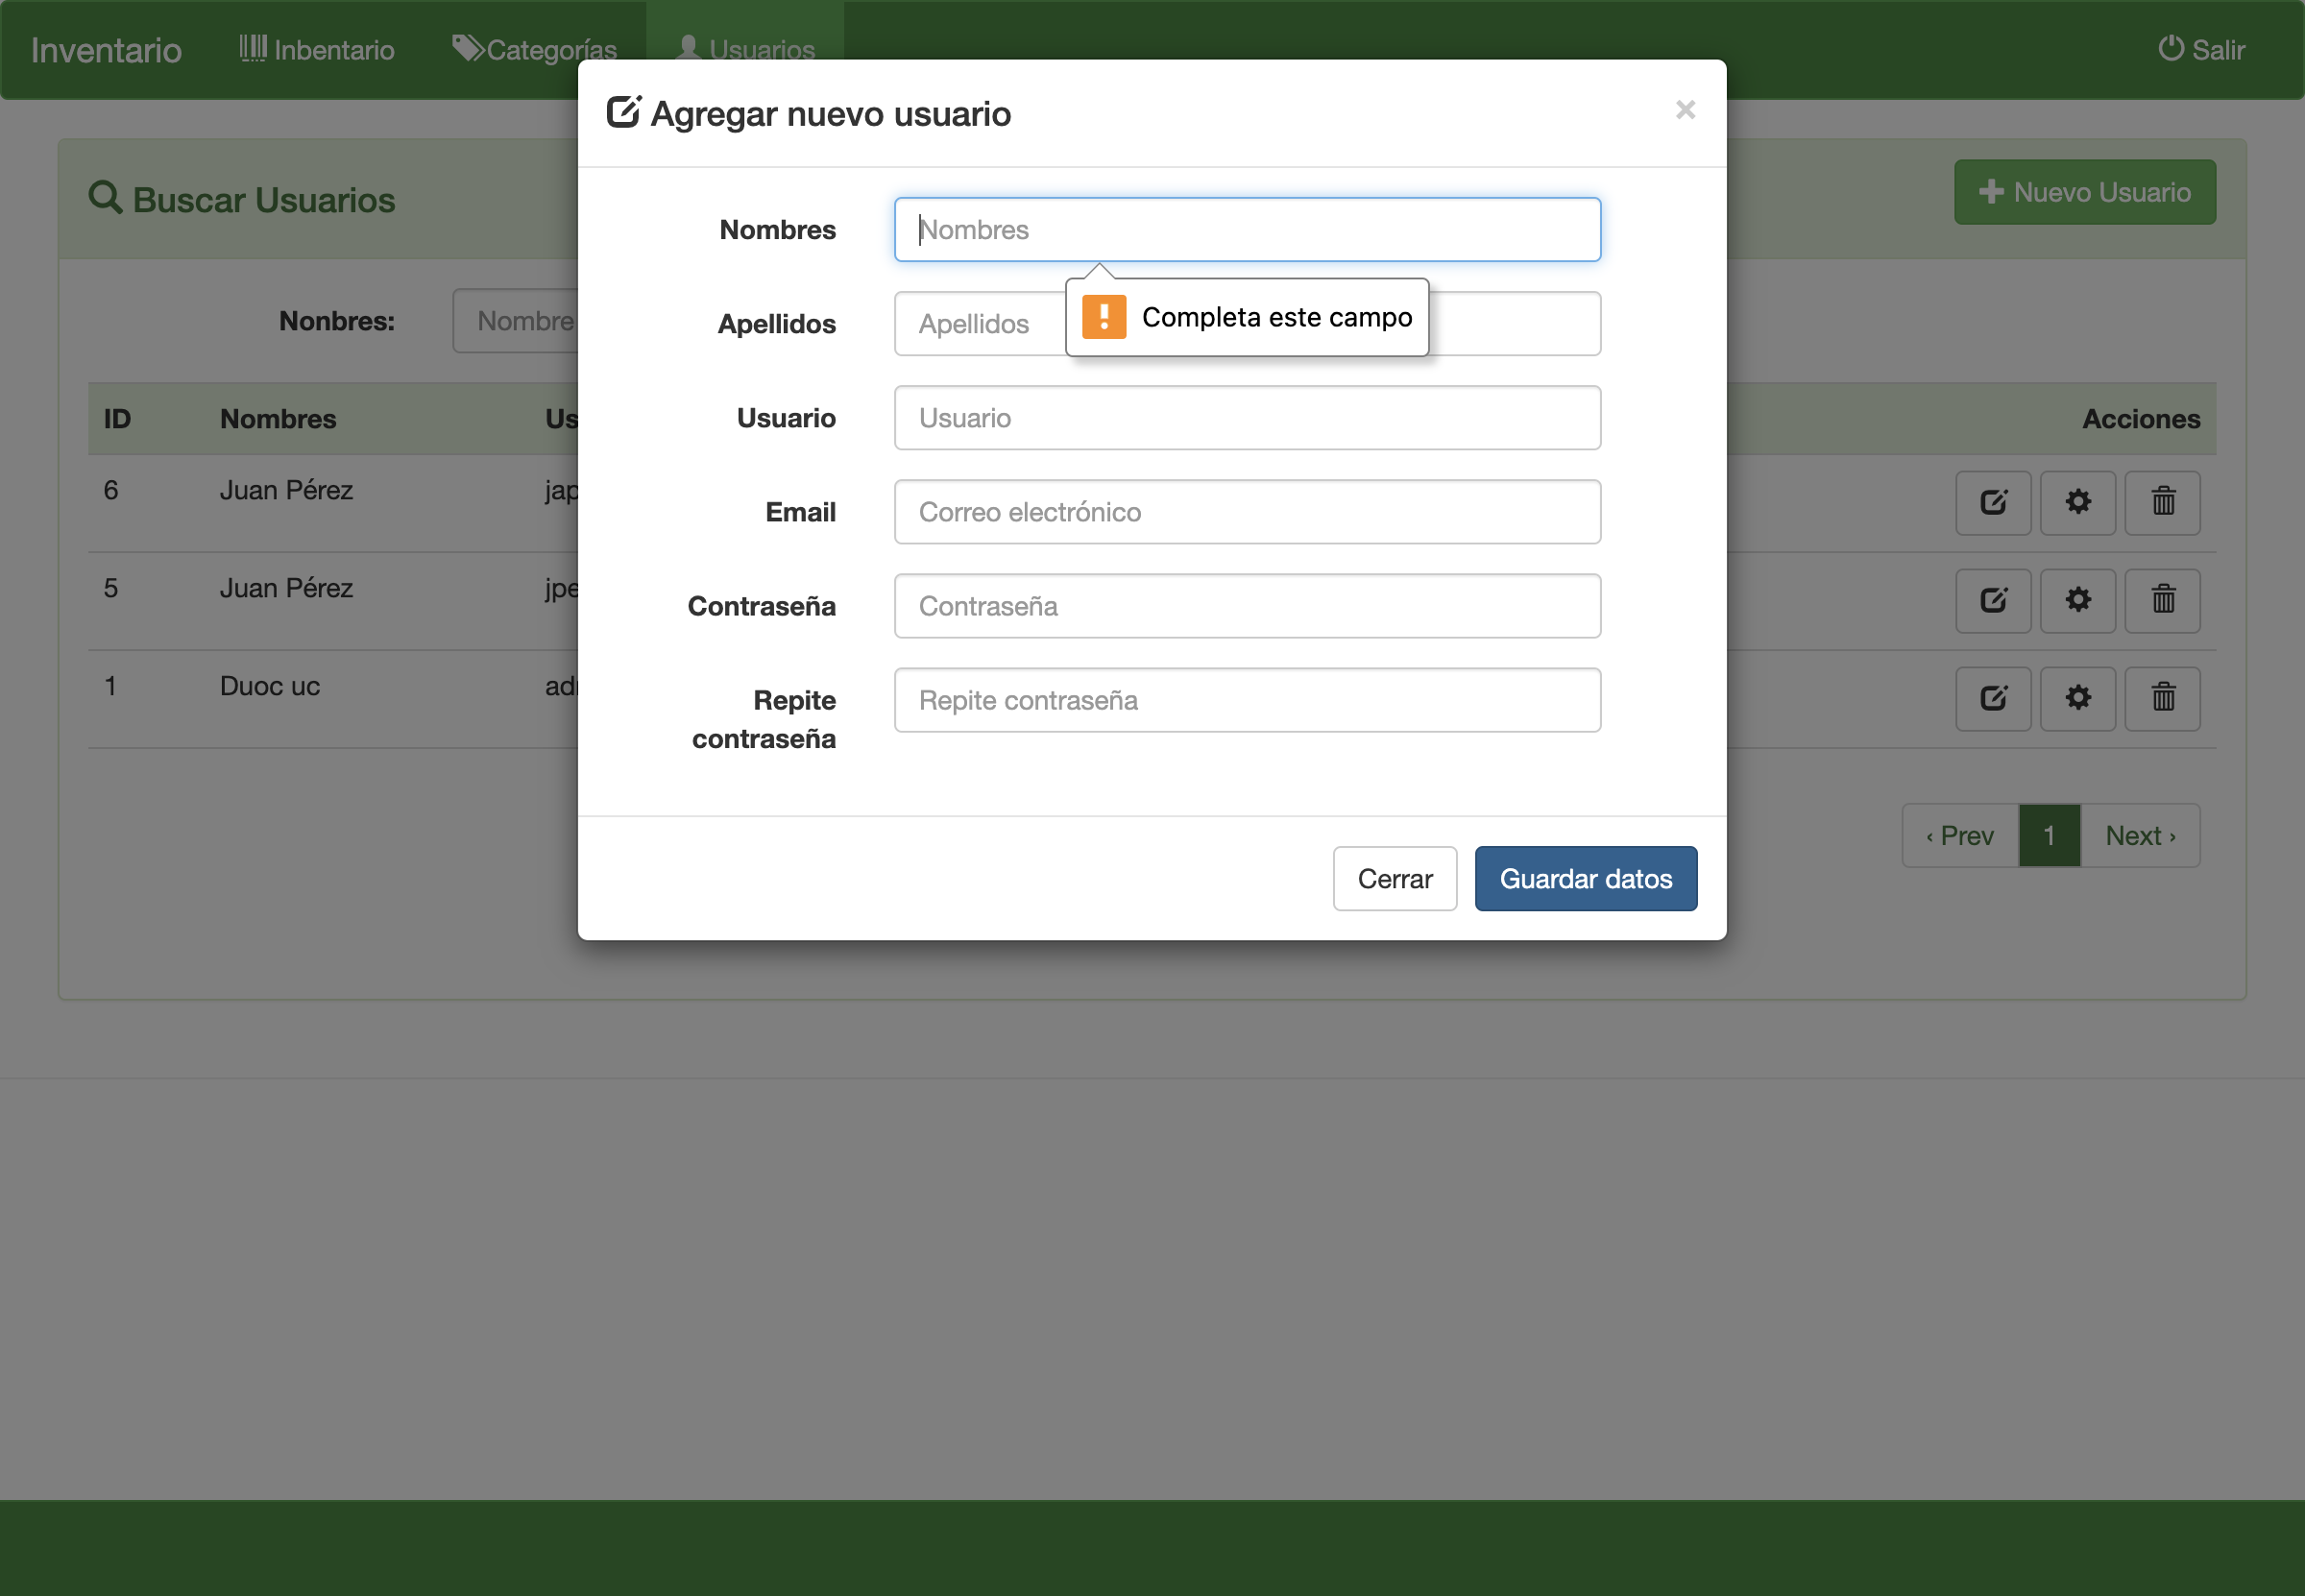 Inventario Inbentario Categorías Usuarios Salir
Agregar nuevo usuario ×
Buscar Usuarios Nuevo Usuario
Nombres Nombres
Nonbres: Nombre
Completa este campo
Apellidos Apellidos
Usuario Usuario
ID Nombres Us Acciones
Email Correo electrónico
6 Juan Pérez jap
5 Juan Pérez jpe
Contraseña Contraseña
1 Duoc uc adı
Repite contraseña Repite contraseña
‹ Prev 1 Next ›
Cerrar Guardar datos